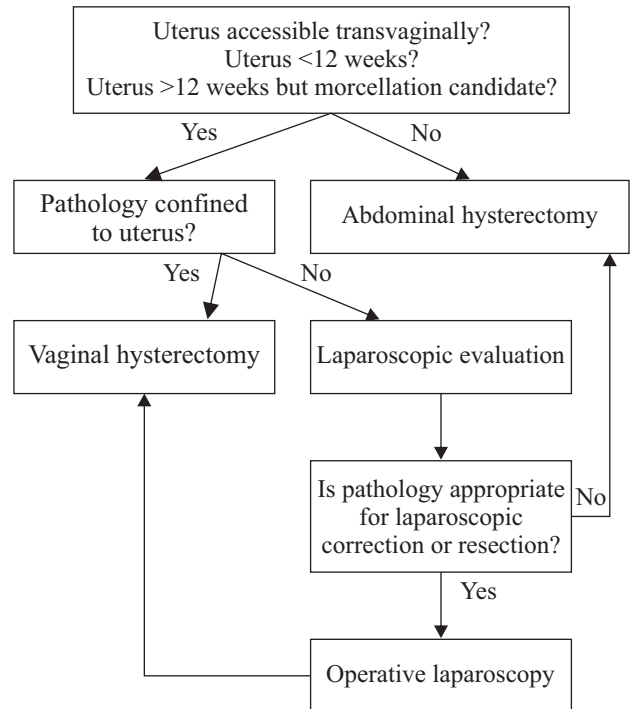 Uterus accessible transvaginally?
Uterus <12 weeks?
Uterus >12 weeks but morcellation candidate?
Yes
No
Pathology confined
to uterus?
Abdominal hysterectomy
Yes
No
Vaginal hysterectomy
Laparoscopic evaluation
Is pathology appropriate
for laparoscopic
correction or resection?
No
Yes
Operative laparoscopy